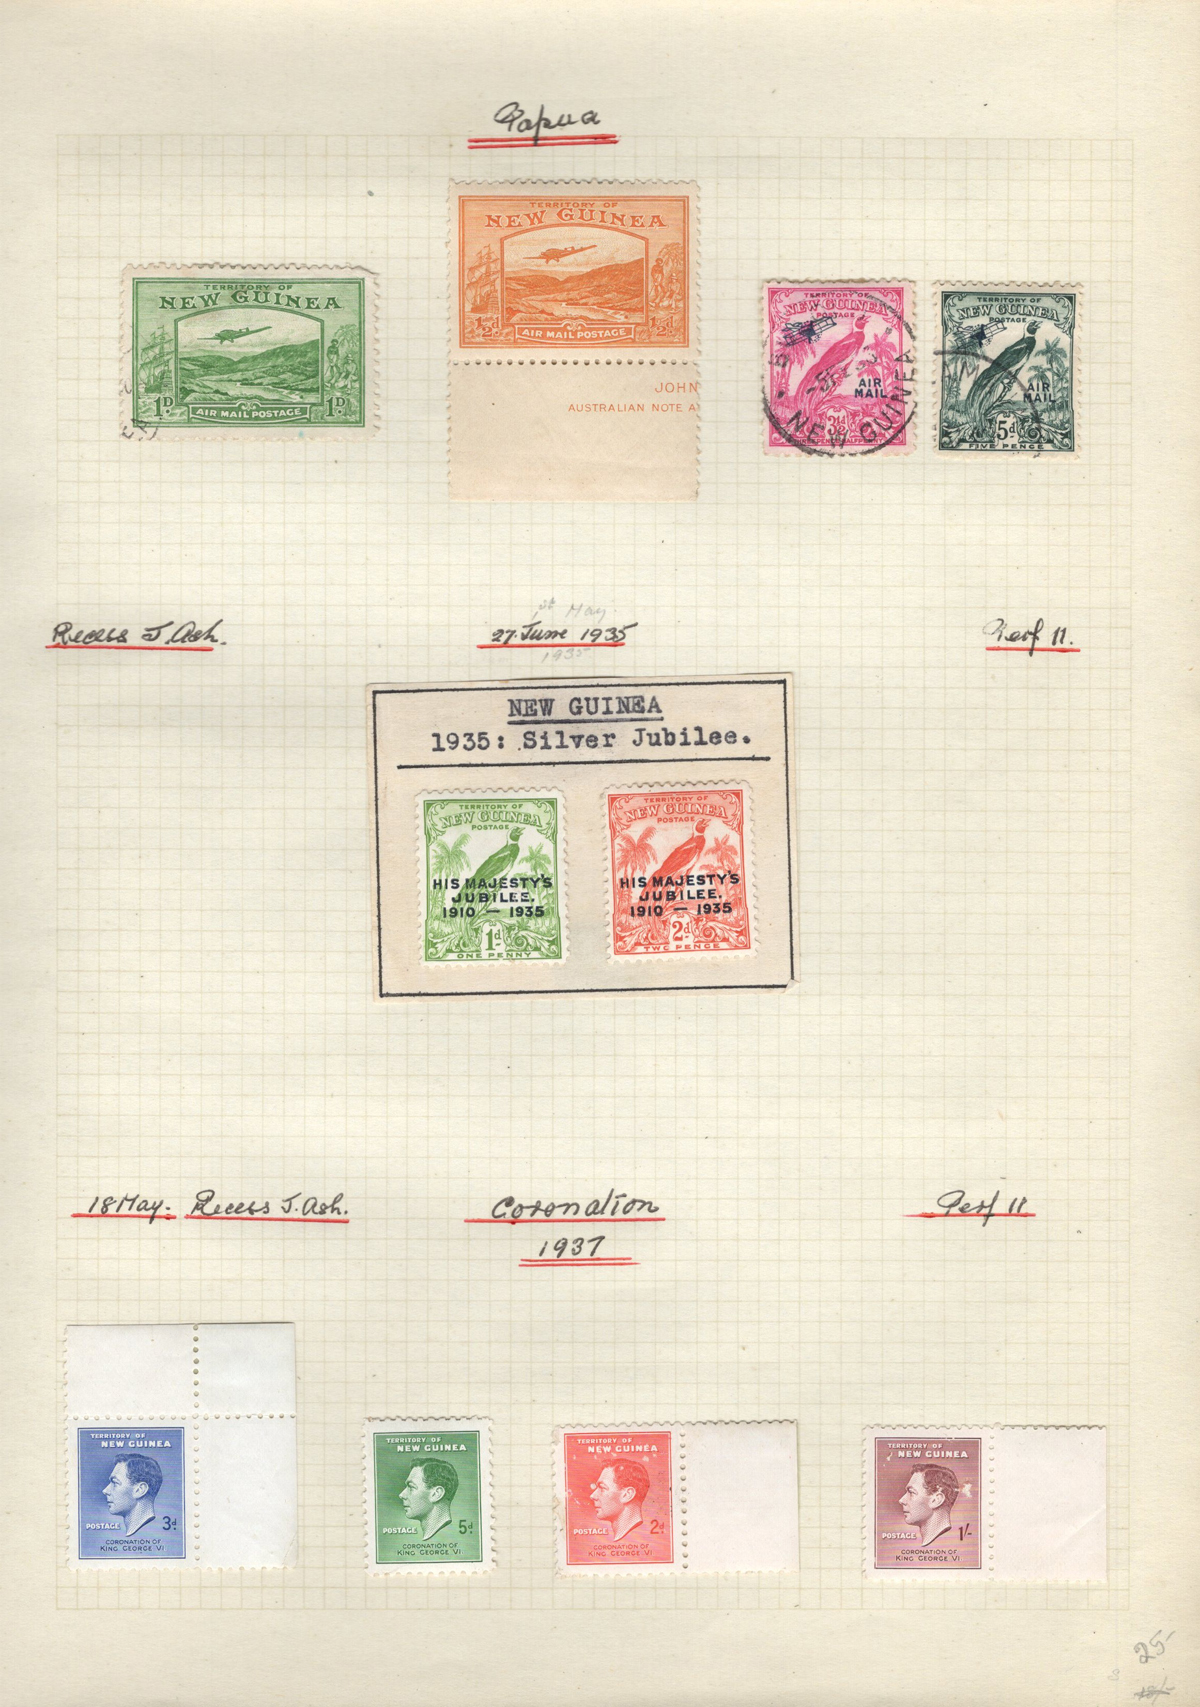 Papua
TERRITORY OF
NEW GUINEA
1D. 1D.
AIR MAIL POSTAGE
TERRITORY OF
NEW GUINEA
½d. ½d.
AIR MAIL POSTAGE
JOHN
AUSTRALIAN NOTE A
TERRITORY OF
NEW GUINEA
POSTAGE
AIR
MAIL
3½d
NEW GUINEA
TERRITORY OF
NEW GUINEA
POSTAGE
AIR
MAIL
5d
FIVE PENCE
1st May.
Recess J. Ash. 27. June 1935 Perf 11.
1935
NEW GUINEA
1935: Silver Jubilee.
TERRITORY OF
NEW GUINEA
POSTAGE
HIS MAJESTY'S
JUBILEE.
1910 — 1935
1d
ONE PENNY
TERRITORY OF
NEW GUINEA
POSTAGE
HIS MAJESTY'S
JUBILEE.
1910 — 1935
2d
TWO PENCE
18 May. Recess J. Ash. Coronation Perf 11
1937
TERRITORY OF
NEW GUINEA
3d.
POSTAGE
CORONATION OF
KING GEORGE VI
TERRITORY OF
NEW GUINEA
5d.
POSTAGE
CORONATION OF
KING GEORGE VI
TERRITORY OF
NEW GUINEA
2d.
POSTAGE
CORONATION OF
KING GEORGE VI
TERRITORY OF
NEW GUINEA
1/-
POSTAGE
CORONATION OF
KING GEORGE VI
25